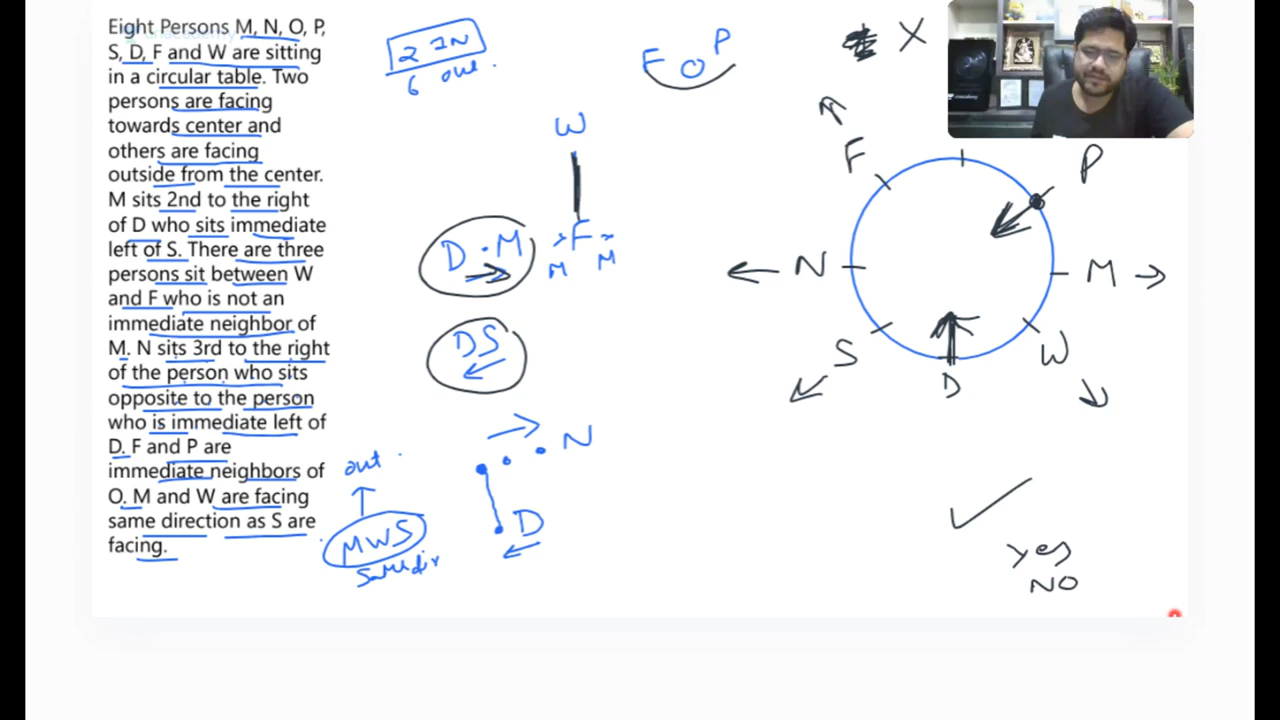 Eight Persons M, N, O, P,
S, D, F and W are sitting
in a circular table. Two
persons are facing
towards center and
others are facing
outside from the center.
M sits 2nd to the right
of D who sits immediate
left of S. There are three
persons sit between W
and F who is not an
immediate neighbor of
M. N sits 3rd to the right
of the person who sits
opposite to the person
who is immediate left of
D. F and P are
immediate neighbors of
O. M and W are facing
same direction as S are
facing.
2 IN
6 out.
W
D . M
F
M M
DS
N
D
out
MWS
Same dir
F O P
X
F
P
N
M
S
W
D
Yes
NO